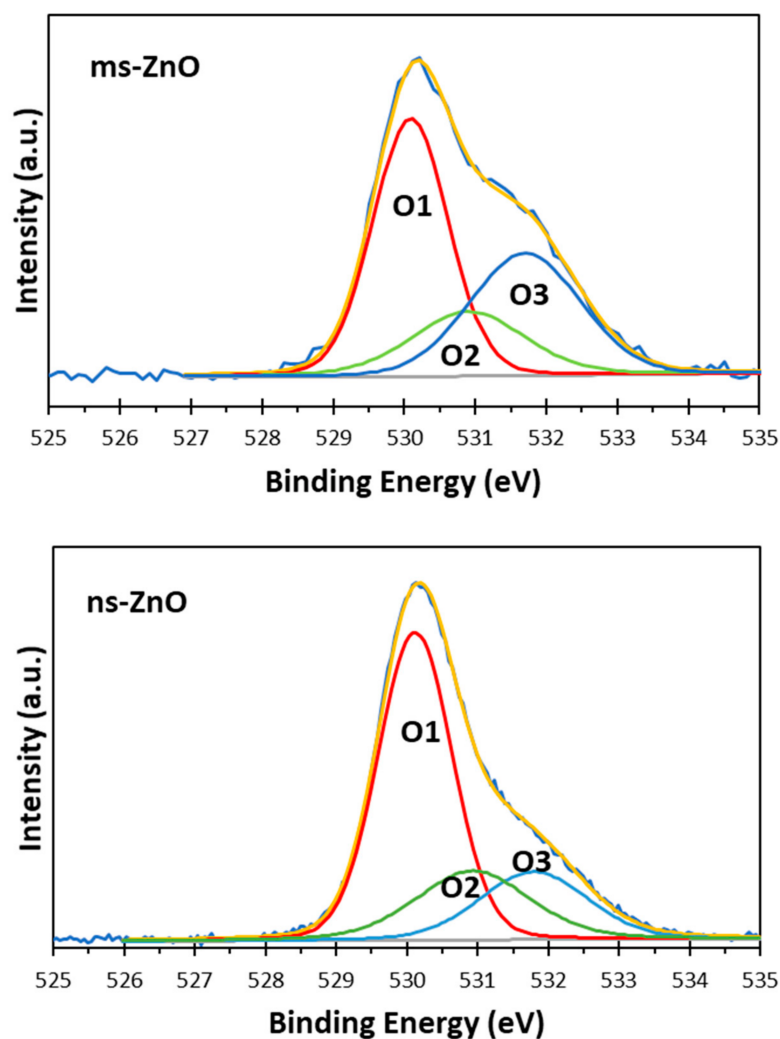 ms-ZnO
O1
O3
O2
Intensity (a.u.)
525 526 527 528 529 530 531 532 533 534 535
Binding Energy (eV)
ns-ZnO
O1
O2 O3
Intensity (a.u.)
525 526 527 528 529 530 531 532 533 534 535
Binding Energy (eV)